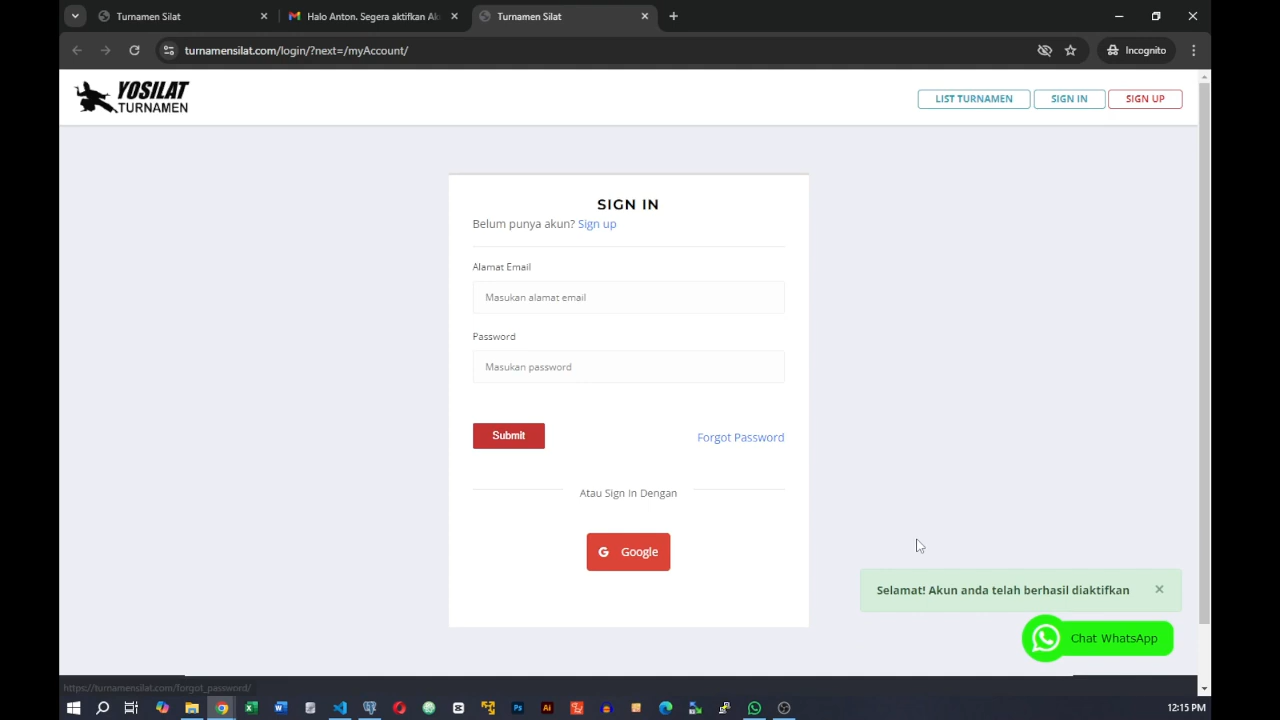 Turnamen Silat
Halo Anton. Segera aktifkan Ak
Turnamen Silat
turnamensilat.com/login/?next=/myAccount/
Incognito
YOSILAT
TURNAMEN
LIST TURNAMEN
SIGN IN
SIGN UP
SIGN IN
Belum punya akun? Sign up
Alamat Email
Masukan alamat email
Password
Masukan password
Submit
Forgot Password
Atau Sign In Dengan
G Google
Selamat! Akun anda telah berhasil diaktifkan
Chat WhatsApp
https://turnamensilat.com/forgot_password/
12:15 PM